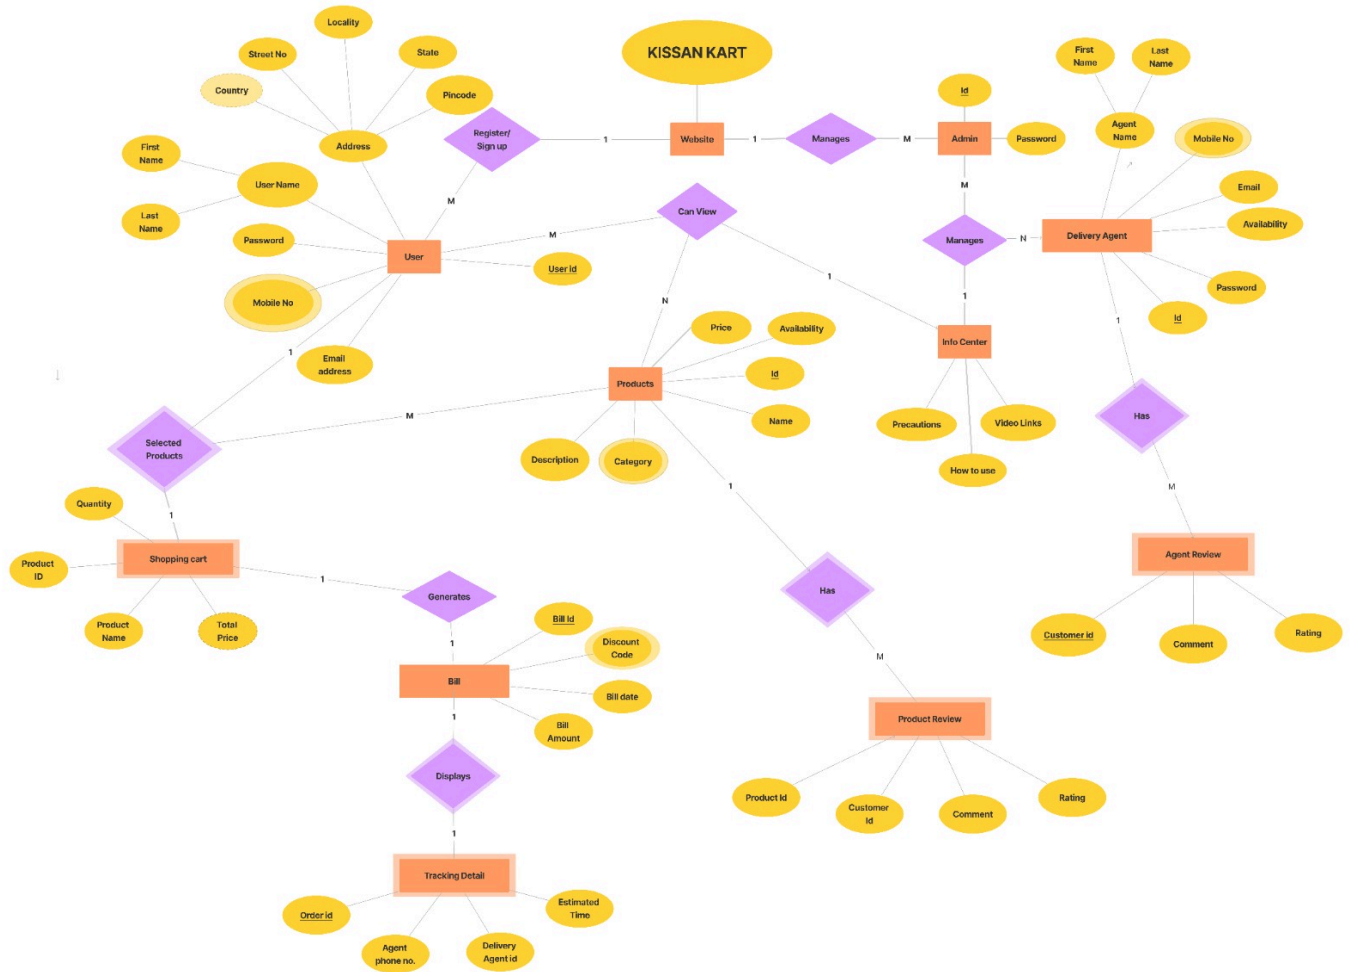 Locality
Street No
State
Country
Pincode
Address
KISSAN KART
Register/
Sign up
1
Website
1
Manages
M
Id
Admin
Password
First
Name
Last
Name
Agent
Name
Mobile No
Email
Availability
Delivery Agent
Password
Id
First
Name
User Name
Last
Name
Password
User
M
Mobile No
Email
address
User id
M
Can View
N
1
M
Manages
N
1
Info Center
Precautions
Video Links
How to use
Price
Availability
Id
Products
Name
Description
Category
1
M
Selected
Products
1
Quantity
Shopping cart
Product
ID
Product
Name
Total
Price
1
Generates
1
Bill Id
Discount
Code
Bill
Bill date
Bill
Amount
1
Displays
1
Tracking Detail
Order id
Agent
phone no.
Delivery
Agent id
Estimated
Time
1
Has
M
Product Review
Product Id
Customer
Id
Comment
Rating
1
Has
M
Agent Review
Customer id
Comment
Rating